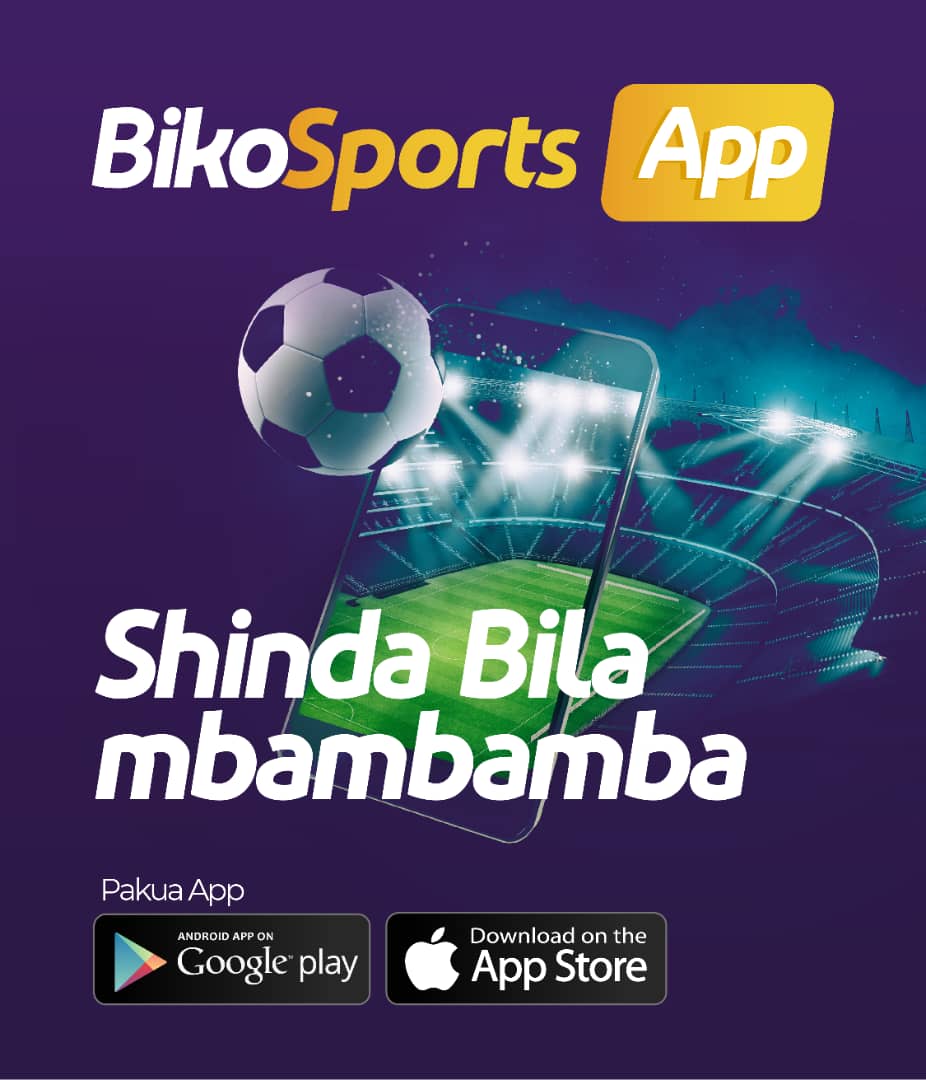 BikoSports App
Shinda Bila
mbambamba
Pakua App
ANDROID APP ON
Google play
Download on the
App Store